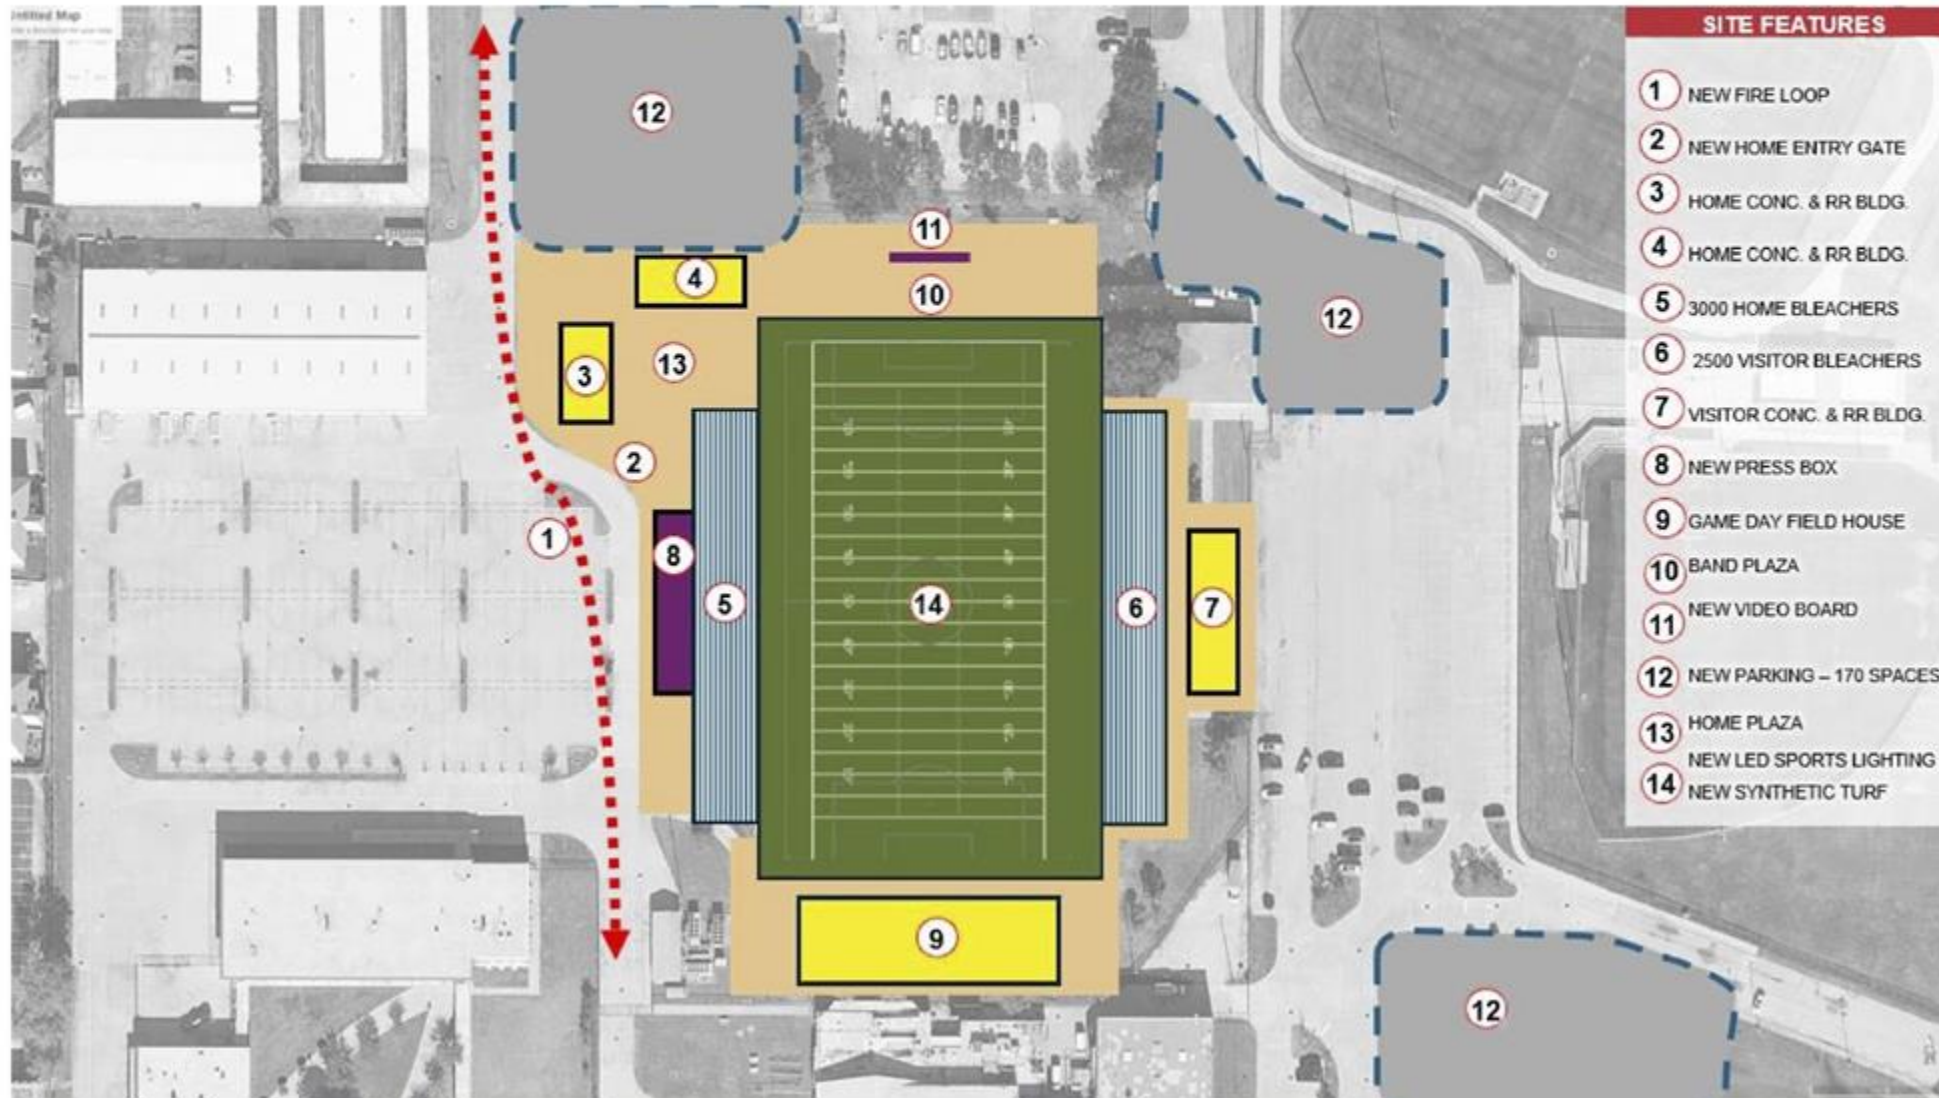 Untitled Map
SITE FEATURES
1 NEW FIRE LOOP
2 NEW HOME ENTRY GATE
3 HOME CONC. & RR BLDG.
4 HOME CONC. & RR BLDG.
5 3000 HOME BLEACHERS
6 2500 VISITOR BLEACHERS
7 VISITOR CONC. & RR BLDG.
8 NEW PRESS BOX
9 GAME DAY FIELD HOUSE
10 BAND PLAZA
11 NEW VIDEO BOARD
12 NEW PARKING – 170 SPACES
13 HOME PLAZA
NEW LED SPORTS LIGHTING
14 NEW SYNTHETIC TURF
12
11
4
10
12
3
13
2
1
8
5
14
6
7
9
12